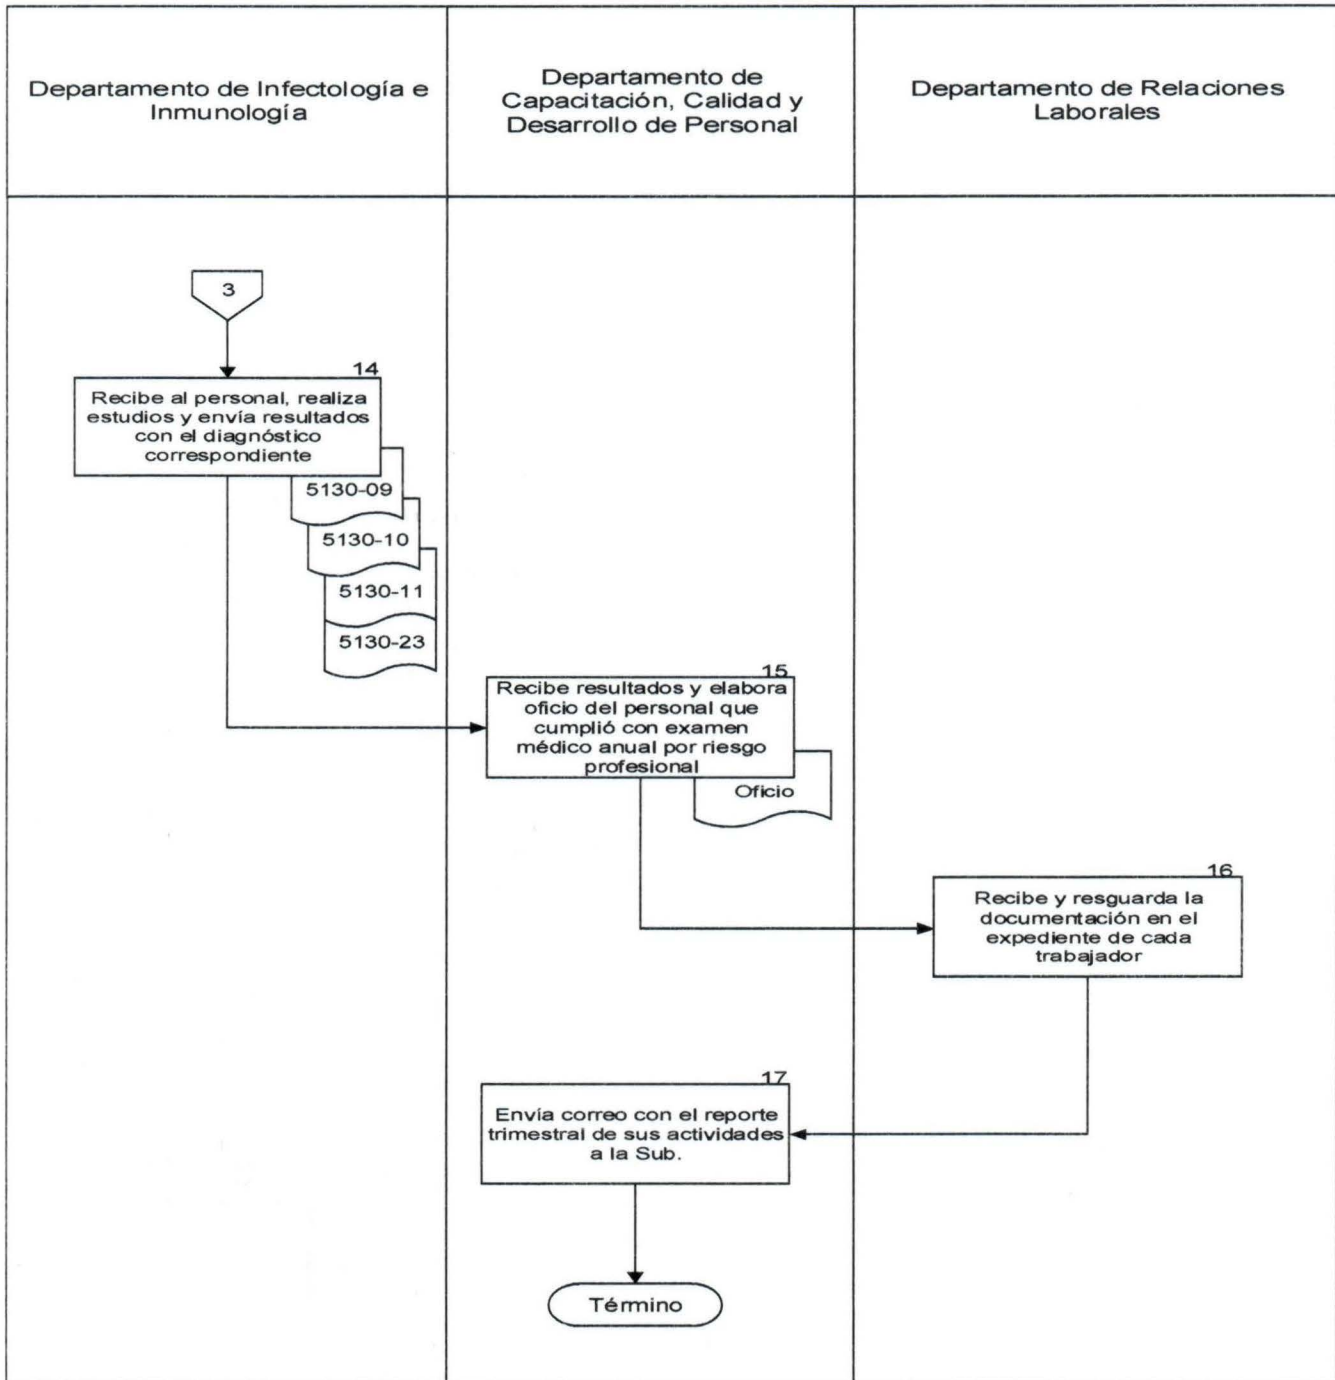 Departamento de Infectología e
Inmunología
Departamento de
Capacitación, Calidad y
Desarrollo de Personal
Departamento de Relaciones
Laborales
3
14
Recibe al personal, realiza
estudios y envía resultados
con el diagnóstico
correspondiente
5130-09
5130-10
5130-11
5130-23
15
Recibe resultados y elabora
oficio del personal que
cumplió con examen
médico anual por riesgo
profesional
Oficio
16
Recibe y resguarda la
documentación en el
expediente de cada
trabajador
17
Envía correo con el reporte
trimestral de sus actividades
a la Sub.
Término